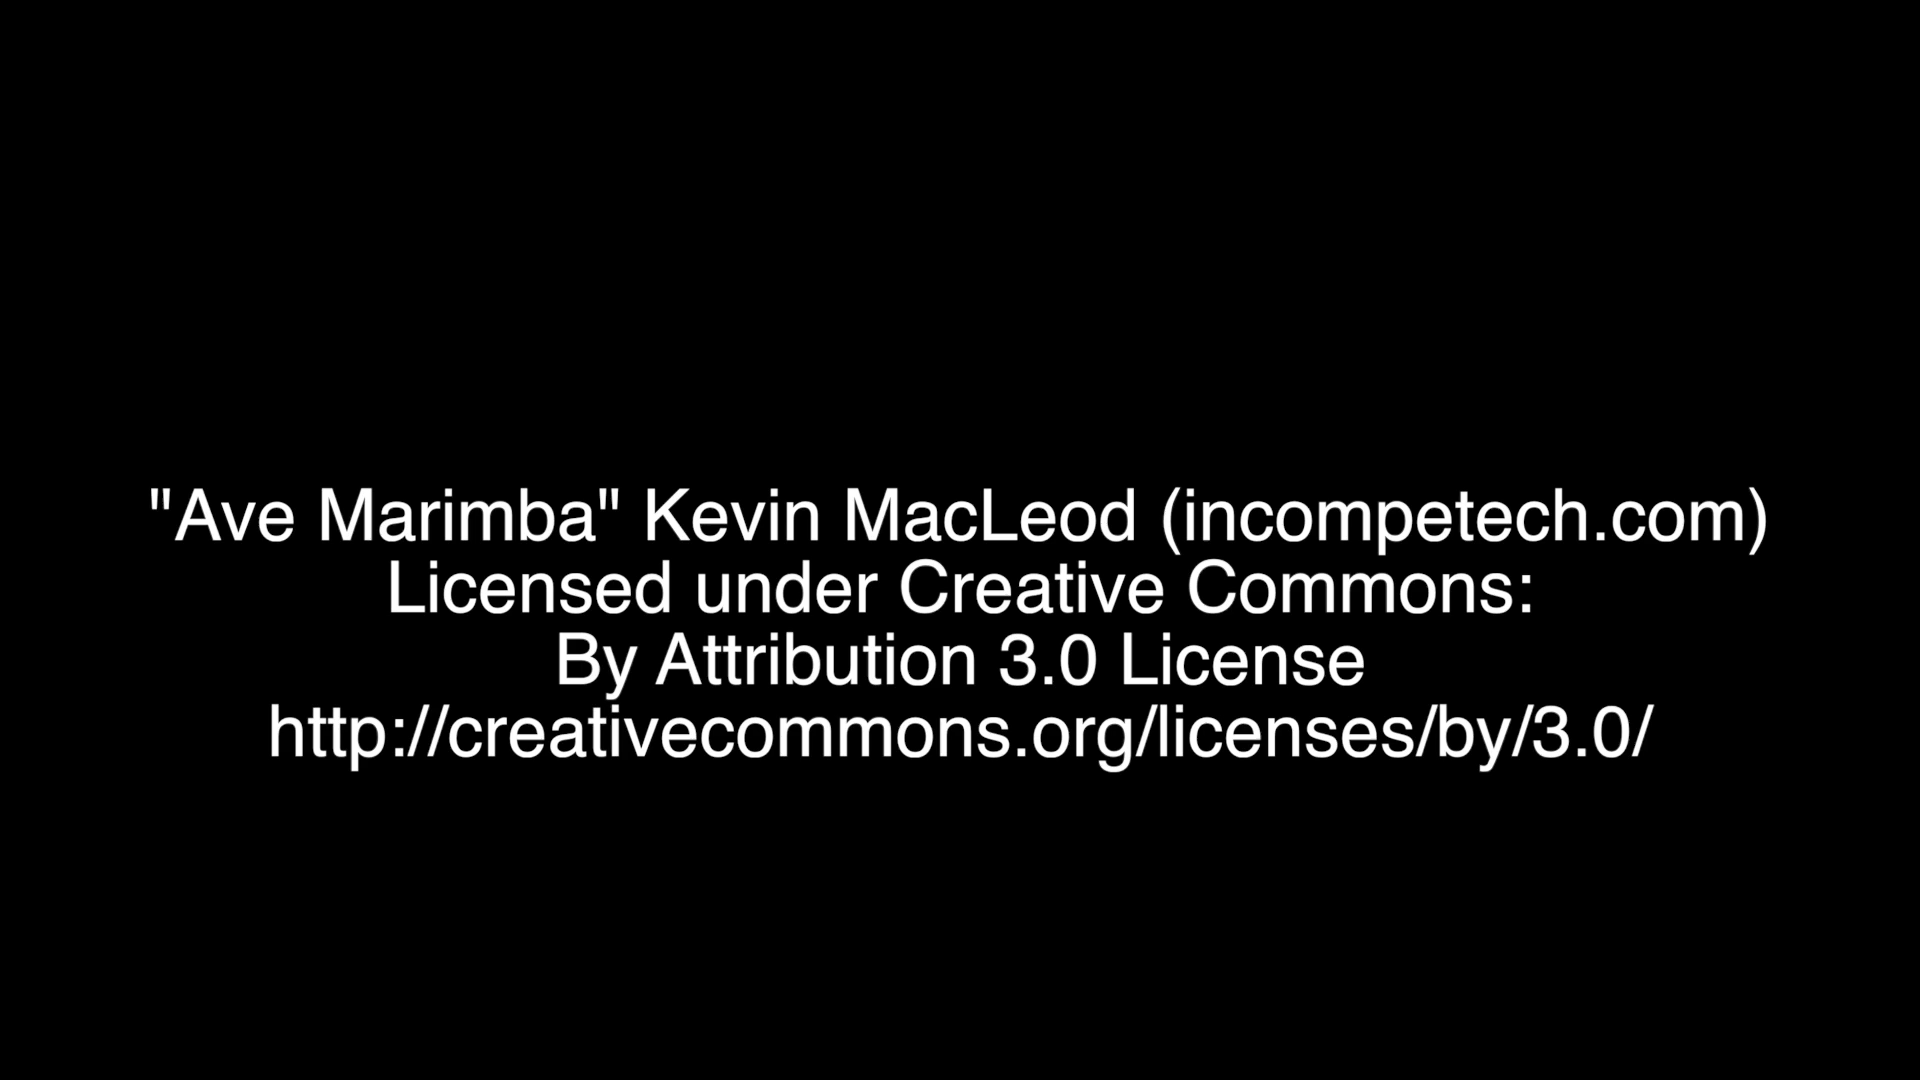 "Ave Marimba" Kevin MacLeod (incompetech.com)
Licensed under Creative Commons:
By Attribution 3.0 License
http://creativecommons.org/licenses/by/3.0/